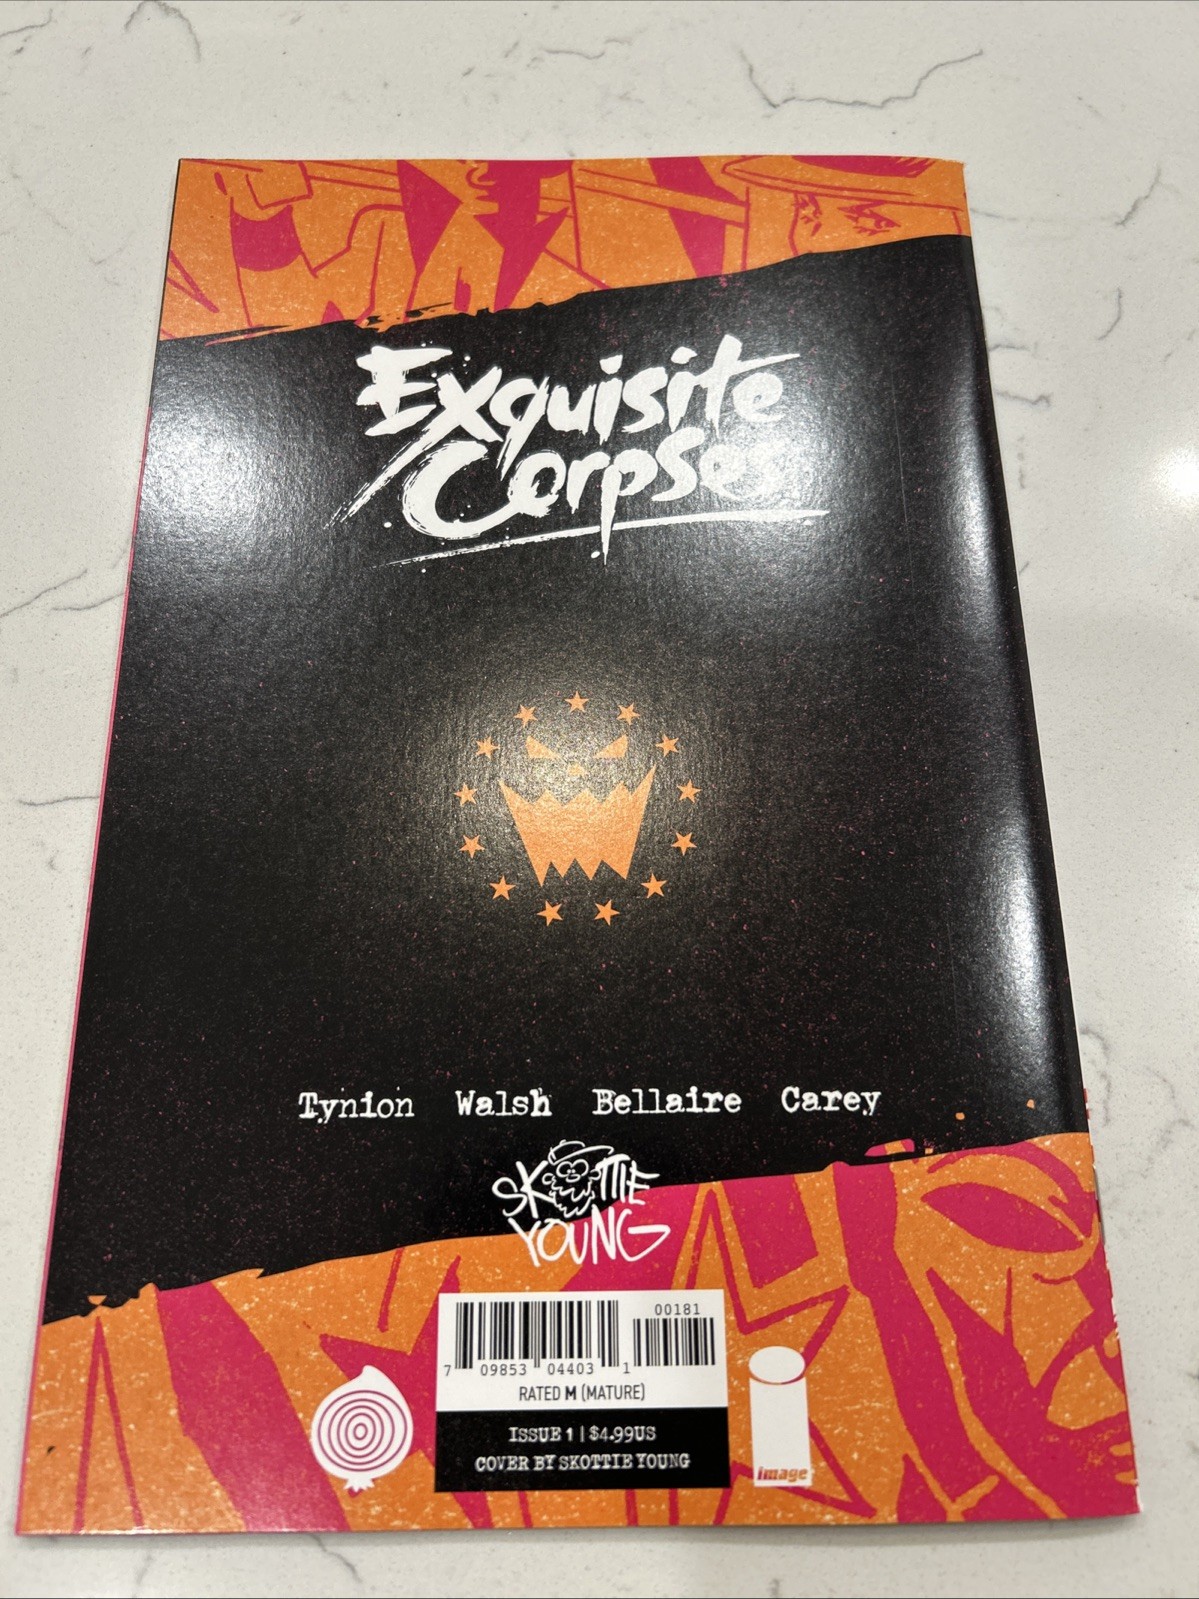 Exquisite
Corpses
Tynion Walsh Bellaire Carey
SKOTTIE
YOUNG
00181
7 09853 04403 1
RATED M (MATURE)
ISSUE 1 | $4.99US
COVER BY SKOTTIE YOUNG
image